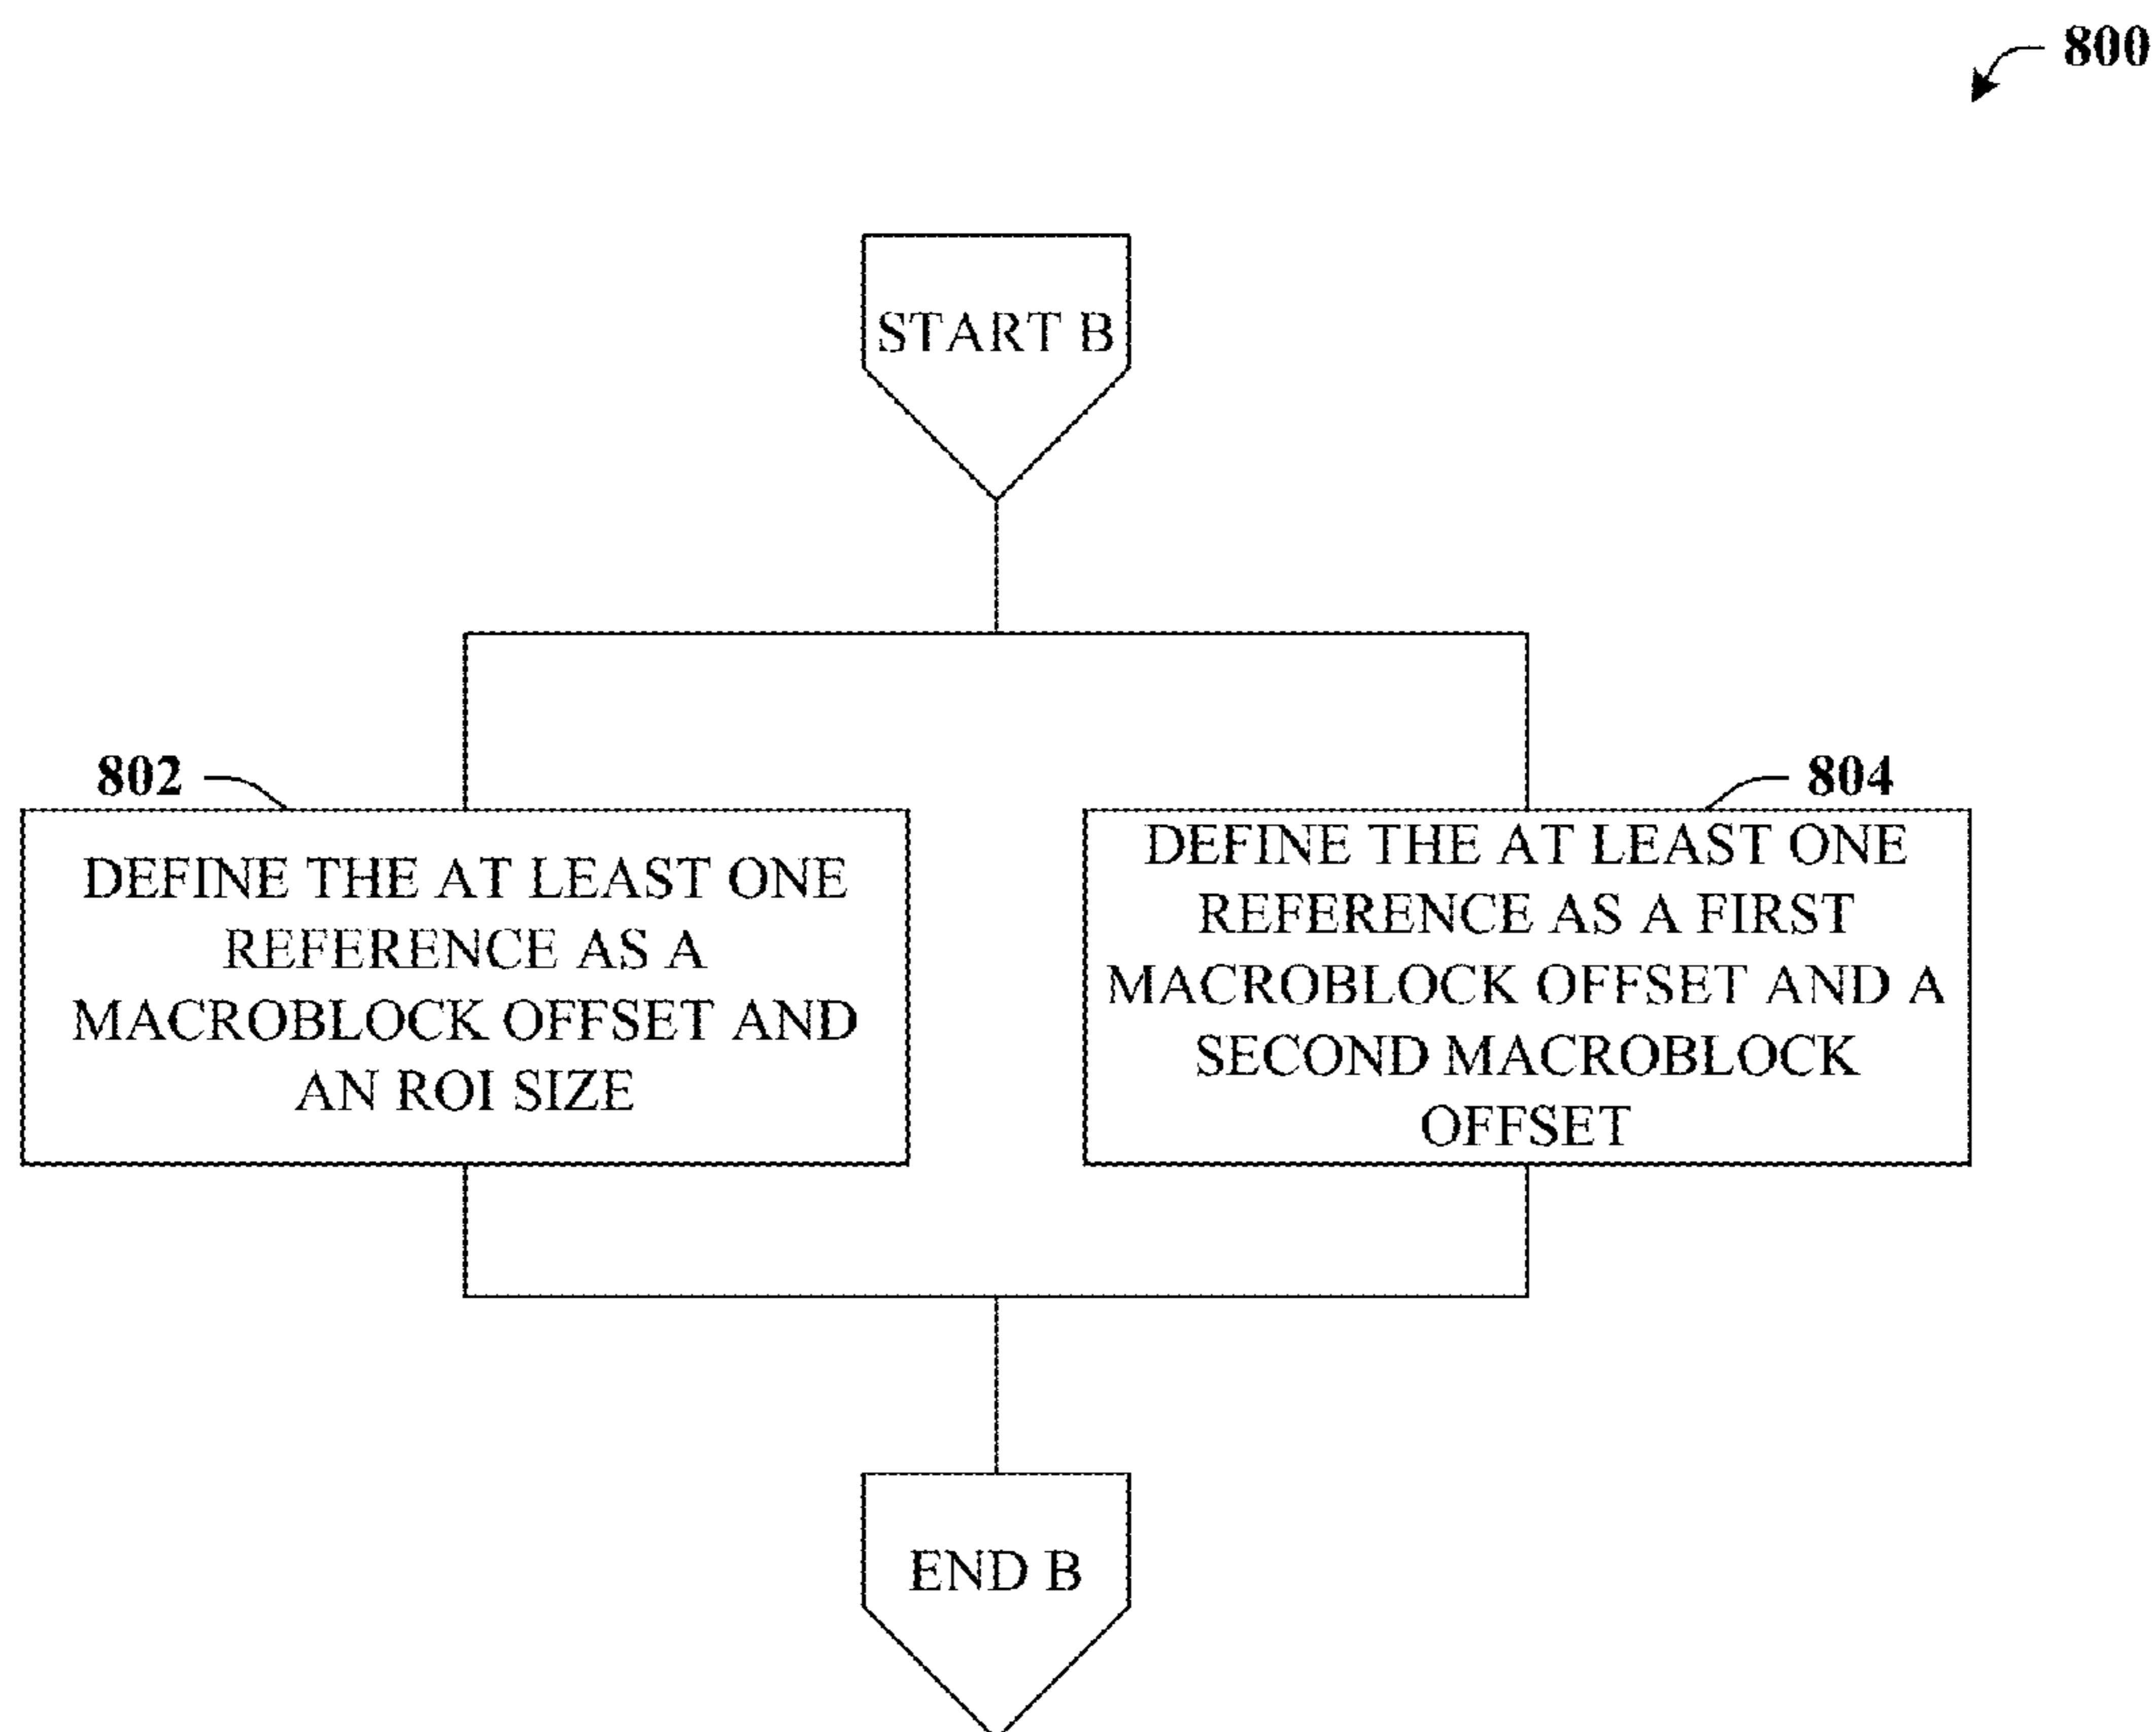 800
START B
802
DEFINE THE AT LEAST ONE
REFERENCE AS A
MACROBLOCK OFFSET AND
AN ROI SIZE
804
DEFINE THE AT LEAST ONE
REFERENCE AS A FIRST
MACROBLOCK OFFSET AND A
SECOND MACROBLOCK
OFFSET
END B